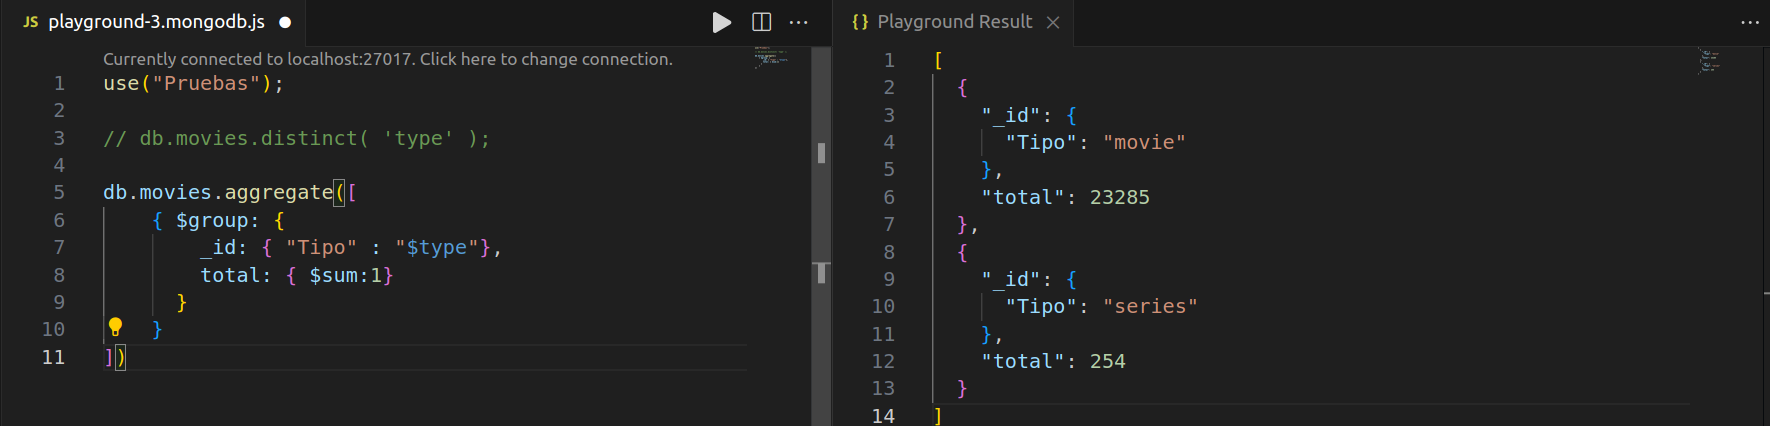 JS playground-3.mongodb.js
Currently connected to localhost:27017. Click here to change connection.
1 use("Pruebas");
2
3 // db.movies.distinct( 'type' );
4
5 db.movies.aggregate([
6 { $group: {
7 _id: { "Tipo" : "$type"},
8 total: { $sum:1}
9 }
10 }
11 ])
{} Playground Result
1 [
2 {
3 "_id": {
4 "Tipo": "movie"
5 },
6 "total": 23285
7 },
8 {
9 "_id": {
10 "Tipo": "series"
11 },
12 "total": 254
13 }
14 ]